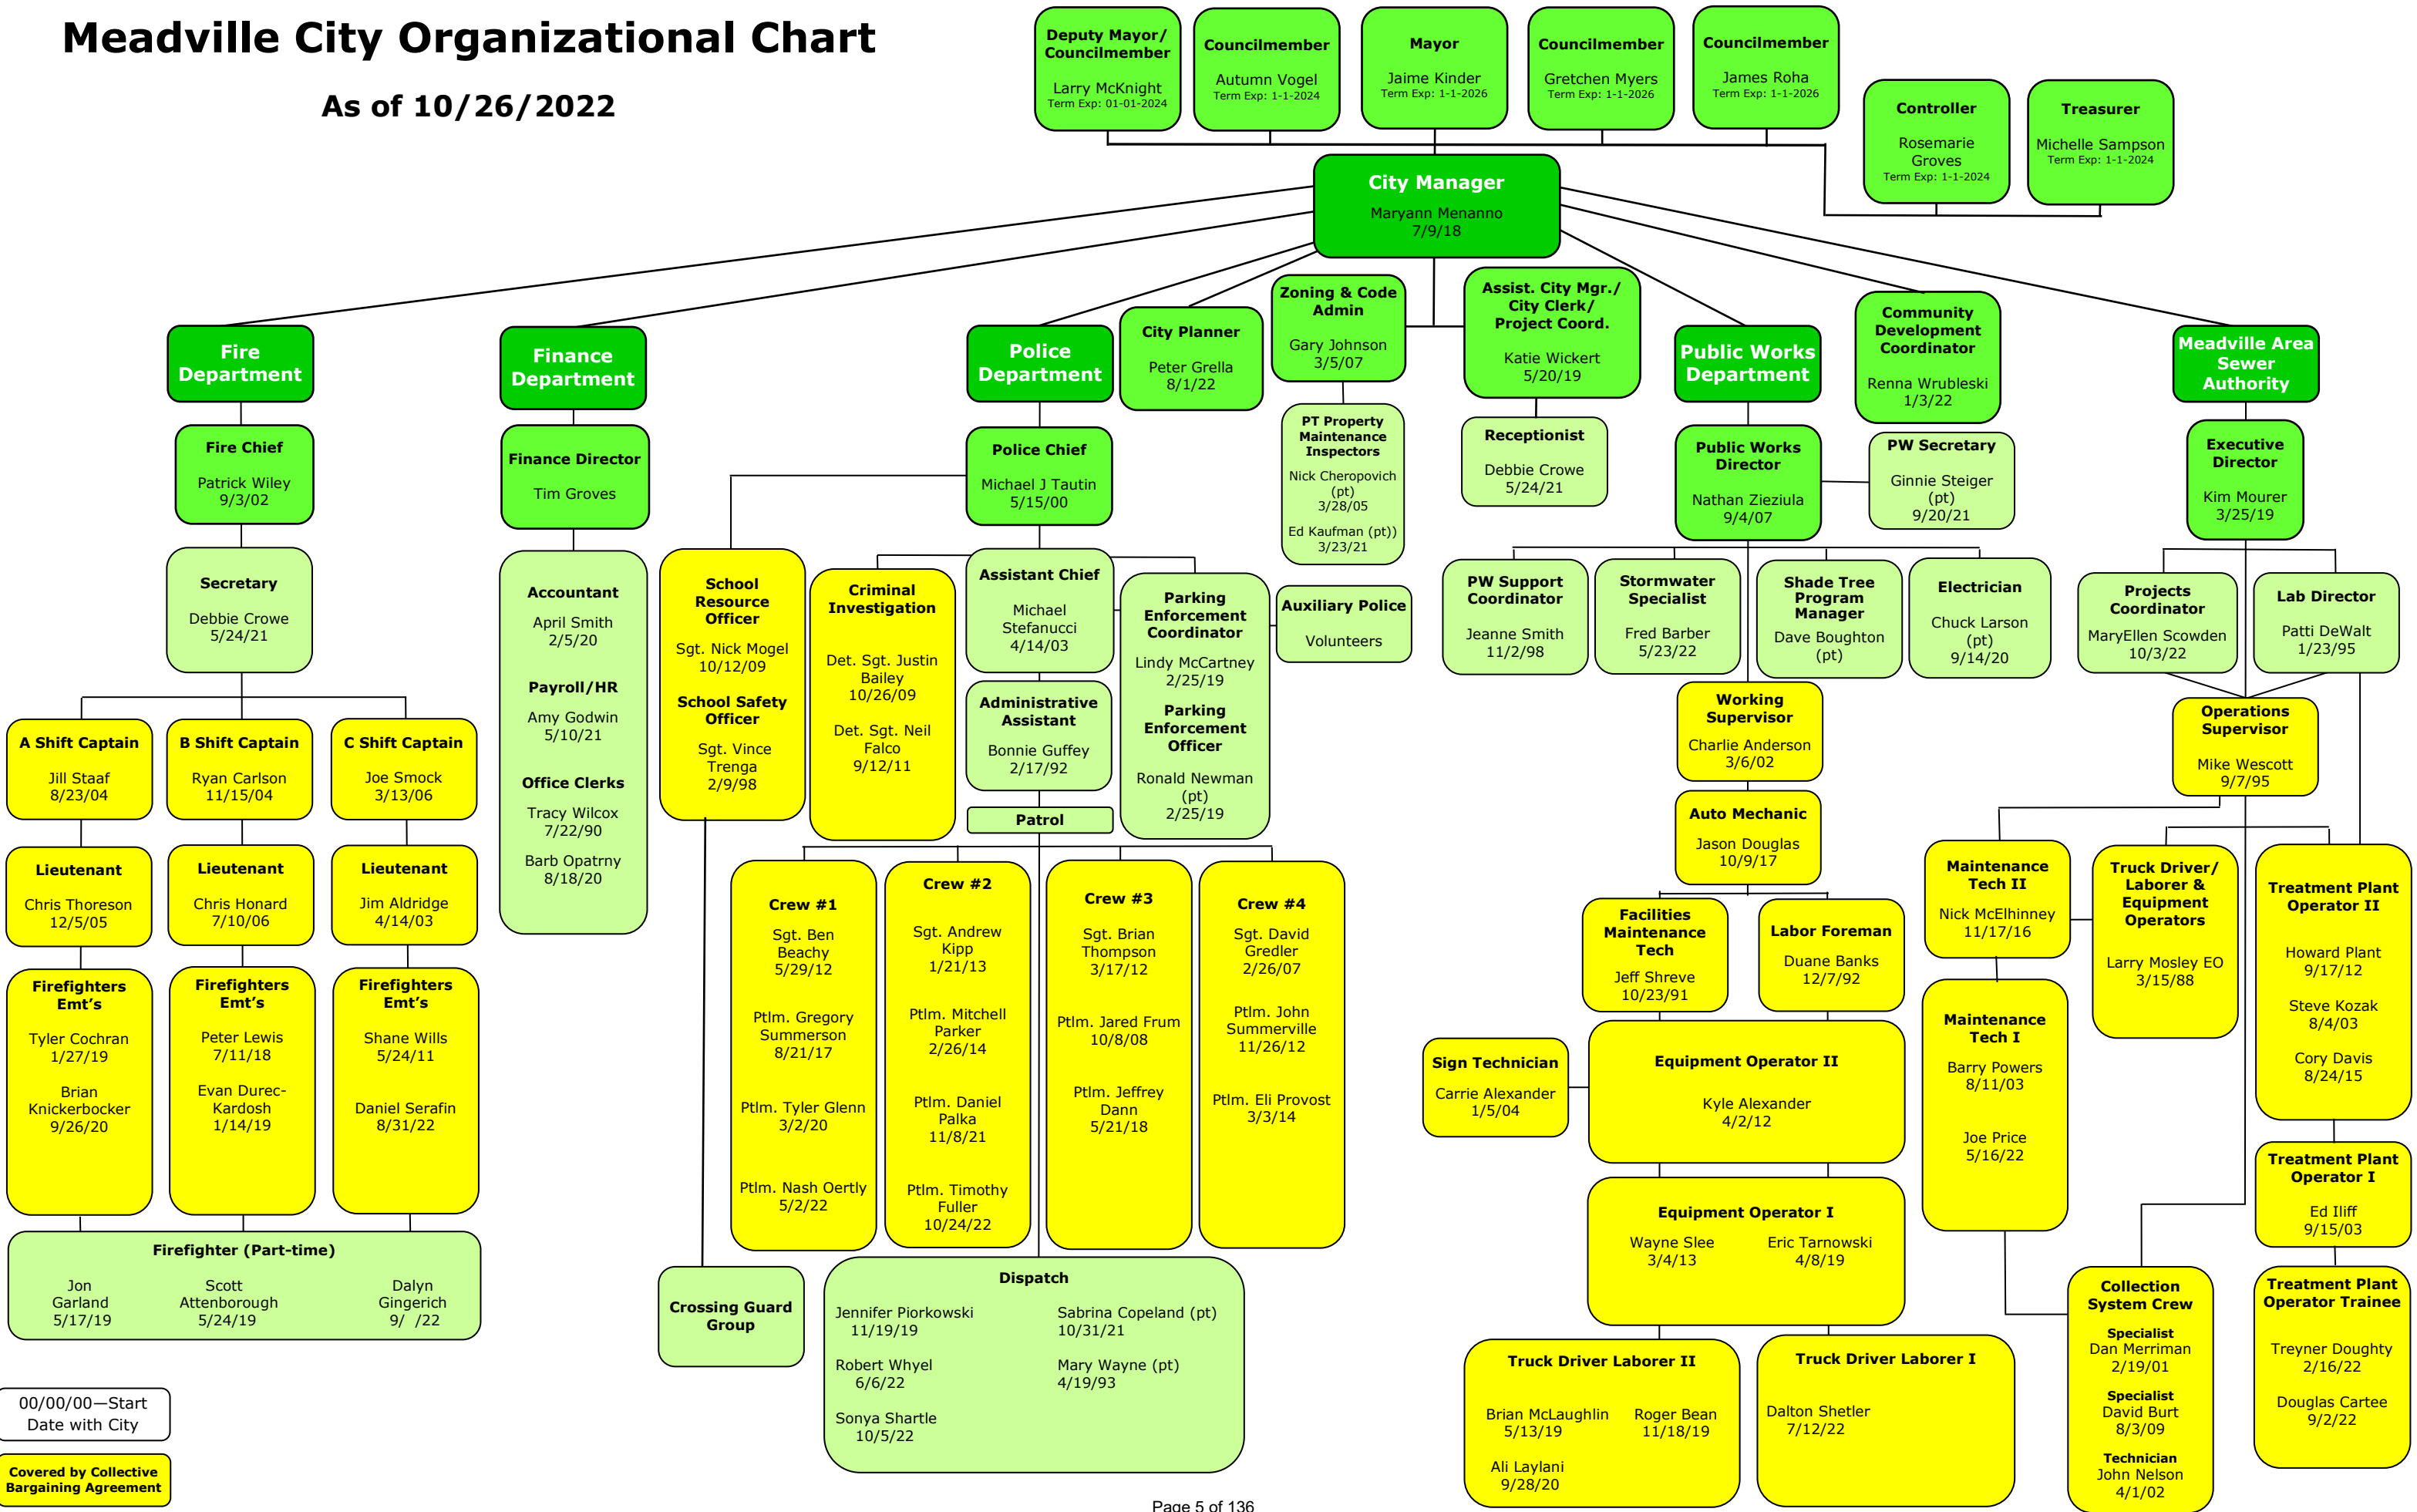 Meadville City Organizational Chart
As of 10/26/2022
Deputy Mayor/
Councilmember
Larry McKnight
Term Exp: 01-01-2024
Councilmember
Autumn Vogel
Term Exp: 1-1-2024
Mayor
Jaime Kinder
Term Exp: 1-1-2026
Councilmember
Gretchen Myers
Term Exp: 1-1-2026
Councilmember
James Roha
Term Exp: 1-1-2026
Controller
Rosemarie
Groves
Term Exp: 1-1-2024
Treasurer
Michelle Sampson
Term Exp: 1-1-2024
City Manager
Maryann Menanno
7/9/18
Fire
Department
Finance
Department
Police
Department
City Planner
Peter Grella
8/1/22
Zoning & Code
Admin
Gary Johnson
3/5/07
Assist. City Mgr./
City Clerk/
Project Coord.
Katie Wickert
5/20/19
Public Works
Department
Community
Development
Coordinator
Renna Wrubleski
1/3/22
Meadville Area
Sewer
Authority
Fire Chief
Patrick Wiley
9/3/02
Finance Director
Tim Groves
Police Chief
Michael J Tautin
5/15/00
PT Property
Maintenance
Inspectors
Nick Cheropovich
(pt)
3/28/05
Ed Kaufman (pt))
3/23/21
Receptionist
Debbie Crowe
5/24/21
Public Works
Director
Nathan Zieziula
9/4/07
PW Secretary
Ginnie Steiger
(pt)
9/20/21
Executive
Director
Kim Mourer
3/25/19
Secretary
Debbie Crowe
5/24/21
Accountant
April Smith
2/5/20
Payroll/HR
Amy Godwin
5/10/21
Office Clerks
Tracy Wilcox
7/22/90
Barb Opatrny
8/18/20
School
Resource
Officer
Sgt. Nick Mogel
10/12/09
School Safety
Officer
Sgt. Vince
Trenga
2/9/98
Criminal
Investigation
Det. Sgt. Justin
Bailey
10/26/09
Det. Sgt. Neil
Falco
9/12/11
Assistant Chief
Michael
Stefanucci
4/14/03
Administrative
Assistant
Bonnie Guffey
2/17/92
Patrol
Parking
Enforcement
Coordinator
Lindy McCartney
2/25/19
Parking
Enforcement
Officer
Ronald Newman
(pt)
2/25/19
Auxiliary Police
Volunteers
PW Support
Coordinator
Jeanne Smith
11/2/98
Stormwater
Specialist
Fred Barber
5/23/22
Shade Tree
Program
Manager
Dave Boughton
(pt)
Electrician
Chuck Larson
(pt)
9/14/20
Projects
Coordinator
MaryEllen Scowden
10/3/22
Lab Director
Patti DeWalt
1/23/95
A Shift Captain
Jill Staaf
8/23/04
B Shift Captain
Ryan Carlson
11/15/04
C Shift Captain
Joe Smock
3/13/06
Working
Supervisor
Charlie Anderson
3/6/02
Operations
Supervisor
Mike Wescott
9/7/95
Auto Mechanic
Jason Douglas
10/9/17
Lieutenant
Chris Thoreson
12/5/05
Lieutenant
Chris Honard
7/10/06
Lieutenant
Jim Aldridge
4/14/03
Crew #1
Sgt. Ben
Beachy
5/29/12
Ptlm. Gregory
Summerson
8/21/17
Ptlm. Tyler Glenn
3/2/20
Ptlm. Nash Oertly
5/2/22
Crew #2
Sgt. Andrew
Kipp
1/21/13
Ptlm. Mitchell
Parker
2/26/14
Ptlm. Daniel
Palka
11/8/21
Ptlm. Timothy
Fuller
10/24/22
Crew #3
Sgt. Brian
Thompson
3/17/12
Ptlm. Jared Frum
10/8/08
Ptlm. Jeffrey
Dann
5/21/18
Crew #4
Sgt. David
Gredler
2/26/07
Ptlm. John
Summerville
11/26/12
Ptlm. Eli Provost
3/3/14
Facilities
Maintenance
Tech
Jeff Shreve
10/23/91
Labor Foreman
Duane Banks
12/7/92
Maintenance
Tech II
Nick McElhinney
11/17/16
Truck Driver/
Laborer &
Equipment
Operators
Larry Mosley EO
3/15/88
Treatment Plant
Operator II
Howard Plant
9/17/12
Steve Kozak
8/4/03
Cory Davis
8/24/15
Firefighters
Emt's
Tyler Cochran
1/27/19
Brian
Knickerbocker
9/26/20
Firefighters
Emt's
Peter Lewis
7/11/18
Evan Durec-
Kardosh
1/14/19
Firefighters
Emt's
Shane Wills
5/24/11
Daniel Serafin
8/31/22
Sign Technician
Carrie Alexander
1/5/04
Equipment Operator II
Kyle Alexander
4/2/12
Maintenance
Tech I
Barry Powers
8/11/03
Joe Price
5/16/22
Treatment Plant
Operator I
Ed Iliff
9/15/03
Equipment Operator I
Wayne Slee
3/4/13
Eric Tarnowski
4/8/19
Firefighter (Part-time)
Jon
Garland
5/17/19
Scott
Attenborough
5/24/19
Dalyn
Gingerich
9/ /22
Crossing Guard
Group
Dispatch
Jennifer Piorkowski
11/19/19
Robert Whyel
6/6/22
Sonya Shartle
10/5/22
Sabrina Copeland (pt)
10/31/21
Mary Wayne (pt)
4/19/93
Truck Driver Laborer II
Brian McLaughlin
5/13/19
Roger Bean
11/18/19
Ali Laylani
9/28/20
Truck Driver Laborer I
Dalton Shetler
7/12/22
Collection
System Crew
Specialist
Dan Merriman
2/19/01
Specialist
David Burt
8/3/09
Technician
John Nelson
4/1/02
Treatment Plant
Operator Trainee
Treyner Doughty
2/16/22
Douglas Cartee
9/2/22
00/00/00—Start
Date with City
Covered by Collective
Bargaining Agreement
Page 5 of 136